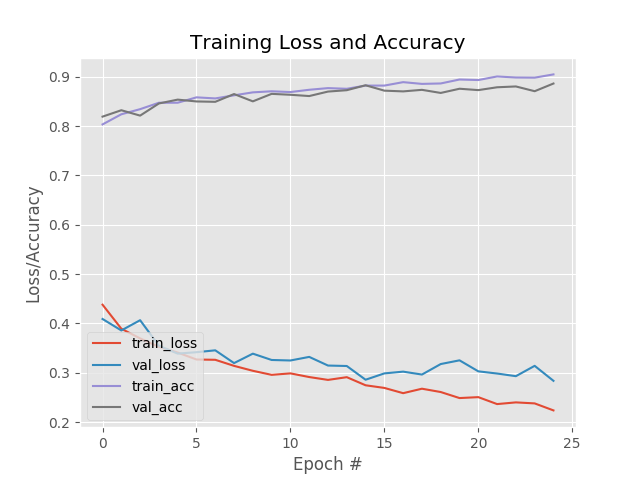 Training Loss and Accuracy
Loss/Accuracy
0.9
0.8
0.7
0.6
0.5
0.4
0.3
0.2
train_loss
val_loss
train_acc
val_acc
0 5 10 15 20 25
Epoch #